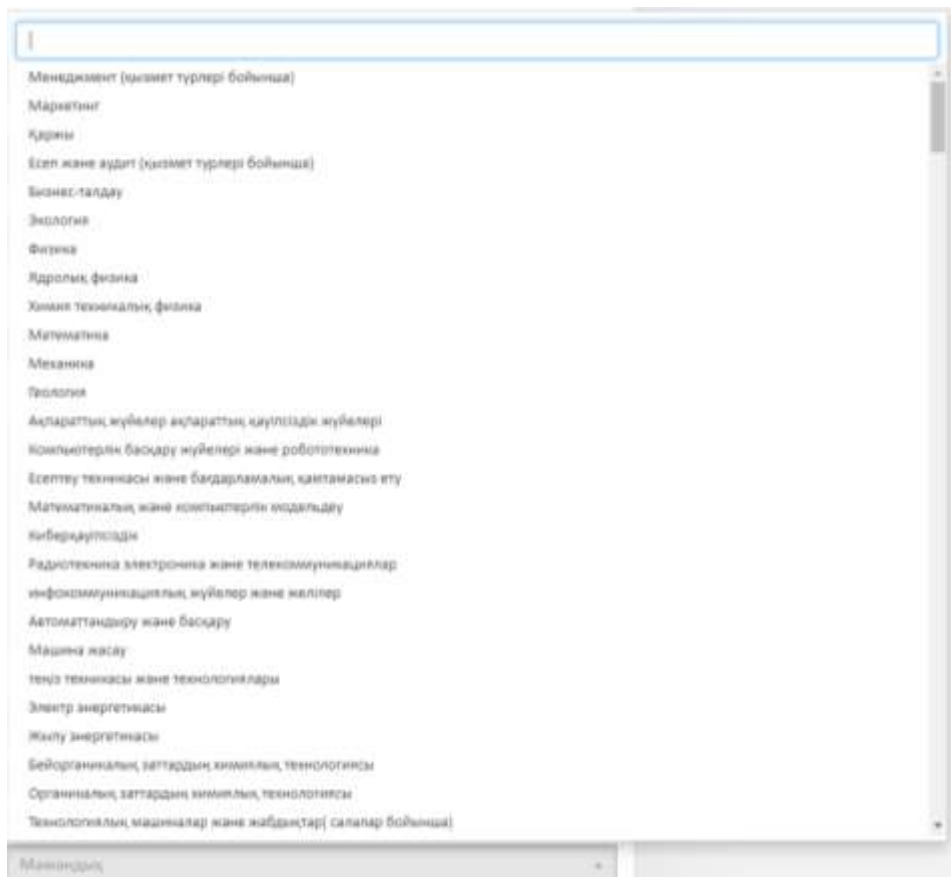 Менеджмент (қызмет түрлері бойынша)
Маркетинг
Қаржы
Есеп және аудит (қызмет түрлері бойынша)
Бизнес-талдау
Экология
Физика
Ядролық физика
Химия техникалық физика
Математика
Механика
Геология
Ақпараттық жүйелер ақпараттық қауіпсіздік жүйелері
Компьютерлік басқару жүйелері және робототехника
Есептеу техникасы және бағдарламалық қамтамасыз ету
Математикалық және компьютерлік модельдеу
Киберқауіпсіздік
Радиотехника электроника және телекоммуникациялар
инфокоммуникациялық жүйелер және желілер
Автоматтандыру және басқару
Машина жасау
теңіз техникасы және технологиялары
Электр энергетикасы
Жылу энергетикасы
Бейорганикалық заттардың химиялық технологиясы
Органикалық заттардың химиялық технологиясы
Технологиялық машиналар және жабдықтар( салалар бойынша)
Мамандық